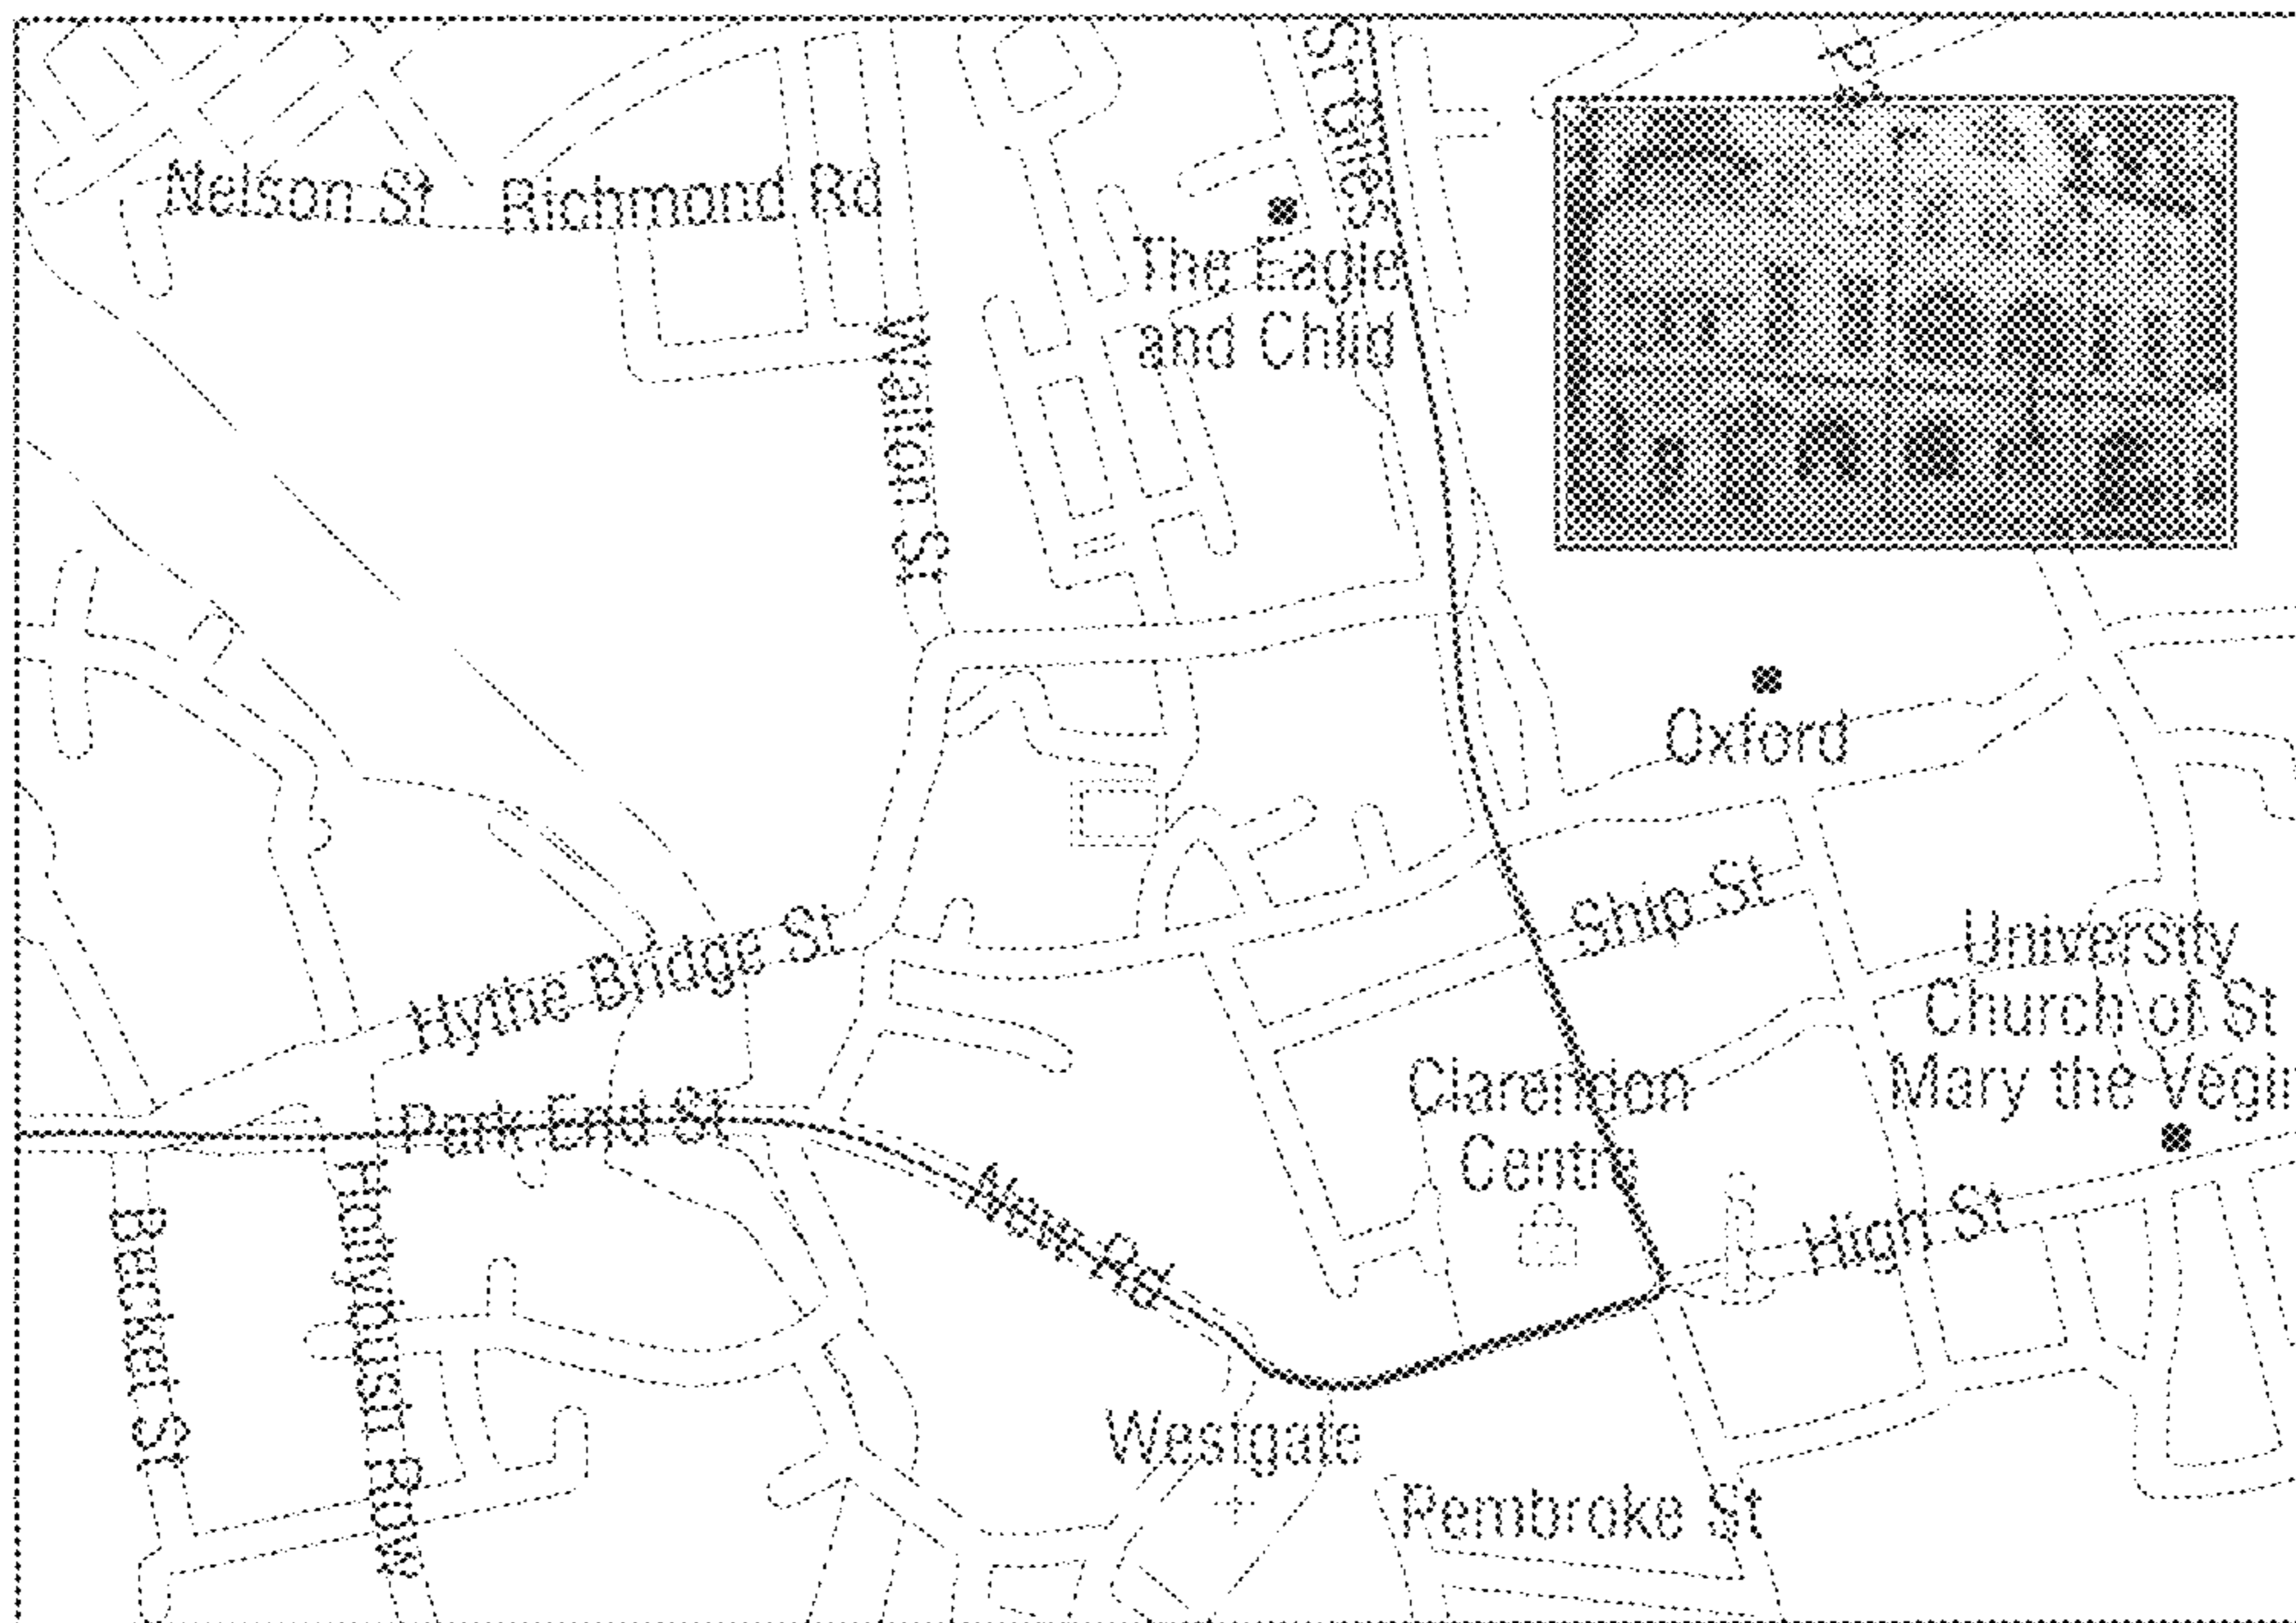 St Giles
Rd
Nelson St
Richmond Rd
The Eagle
and Child
Walton St
Oxford
Ship St
University
Church of St
Mary the Vegin
Hythe Bridge St
Clarendon
Centre
Park End St
New Rd
High St
Becket St
Hollybush Row
Westgate
Pembroke St